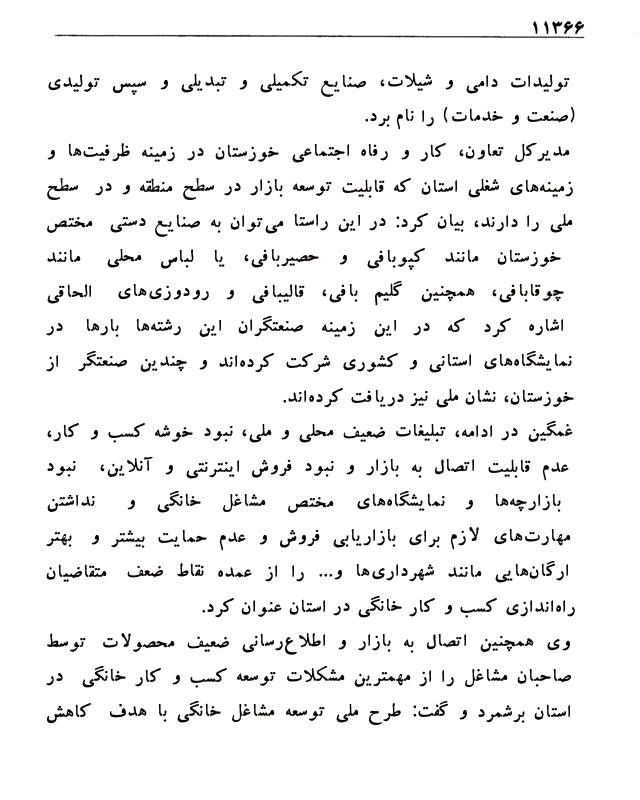 ۱۱۳۶۶
تولیدات دامی و شیلات، صنایع تکمیلی و تبدیلی و سپس تولیدی
(صنعت و خدمات) را نام برد.
مدیرکل تعاون، کار و رفاه اجتماعی خوزستان در زمینه ظرفیت‌ها و
زمینه‌های شغلی استان که قابلیت توسعه بازار در سطح منطقه و در سطح
ملی را دارند، بیان کرد: در این راستا می‌توان به صنایع دستی مختص
خوزستان مانند کپوبافی و حصیربافی، یا لباس محلی مانند
چوقابافی، همچنین گلیم بافی، قالیبافی و رودوزی‌های الحاقی
اشاره کرد که در این زمینه صنعتگران این رشته‌ها بارها در
نمایشگاه‌های استانی و کشوری شرکت کرده‌اند و چندین صنعتگر از
خوزستان، نشان ملی نیز دریافت کرده‌اند.
غمگین در ادامه، تبلیغات ضعیف محلی و ملی، نبود خوشه کسب و کار،
عدم قابلیت اتصال به بازار و نبود فروش اینترنتی و آنلاین، نبود
بازارچه‌ها و نمایشگاه‌های مختص مشاغل خانگی و نداشتن
مهارت‌های لازم برای بازاریابی فروش و عدم حمایت بیشتر و بهتر
ارگان‌هایی مانند شهرداری‌ها و... را از عمده نقاط ضعف متقاضیان
راه‌اندازی کسب و کار خانگی در استان عنوان کرد.
وی همچنین اتصال به بازار و اطلاع‌رسانی ضعیف محصولات توسط
صاحبان مشاغل را از مهمترین مشکلات توسعه کسب و کار خانگی در
استان برشمرد و گفت: طرح ملی توسعه مشاغل خانگی با هدف کاهش